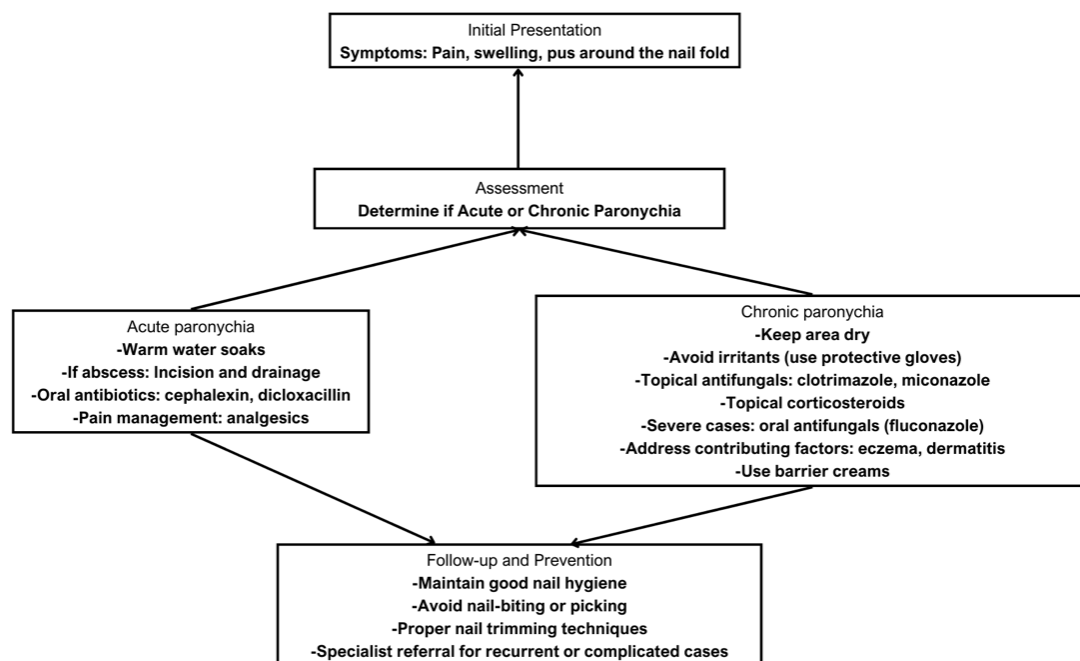 Initial Presentation
Symptoms: Pain, swelling, pus around the nail fold
Assessment
Determine if Acute or Chronic Paronychia
Acute paronychia
-Warm water soaks
-If abscess: Incision and drainage
-Oral antibiotics: cephalexin, dicloxacillin
-Pain management: analgesics
Chronic paronychia
-Keep area dry
-Avoid irritants (use protective gloves)
-Topical antifungals: clotrimazole, miconazole
-Topical corticosteroids
-Severe cases: oral antifungals (fluconazole)
-Address contributing factors: eczema, dermatitis
-Use barrier creams
Follow-up and Prevention
-Maintain good nail hygiene
-Avoid nail-biting or picking
-Proper nail trimming techniques
-Specialist referral for recurrent or complicated cases